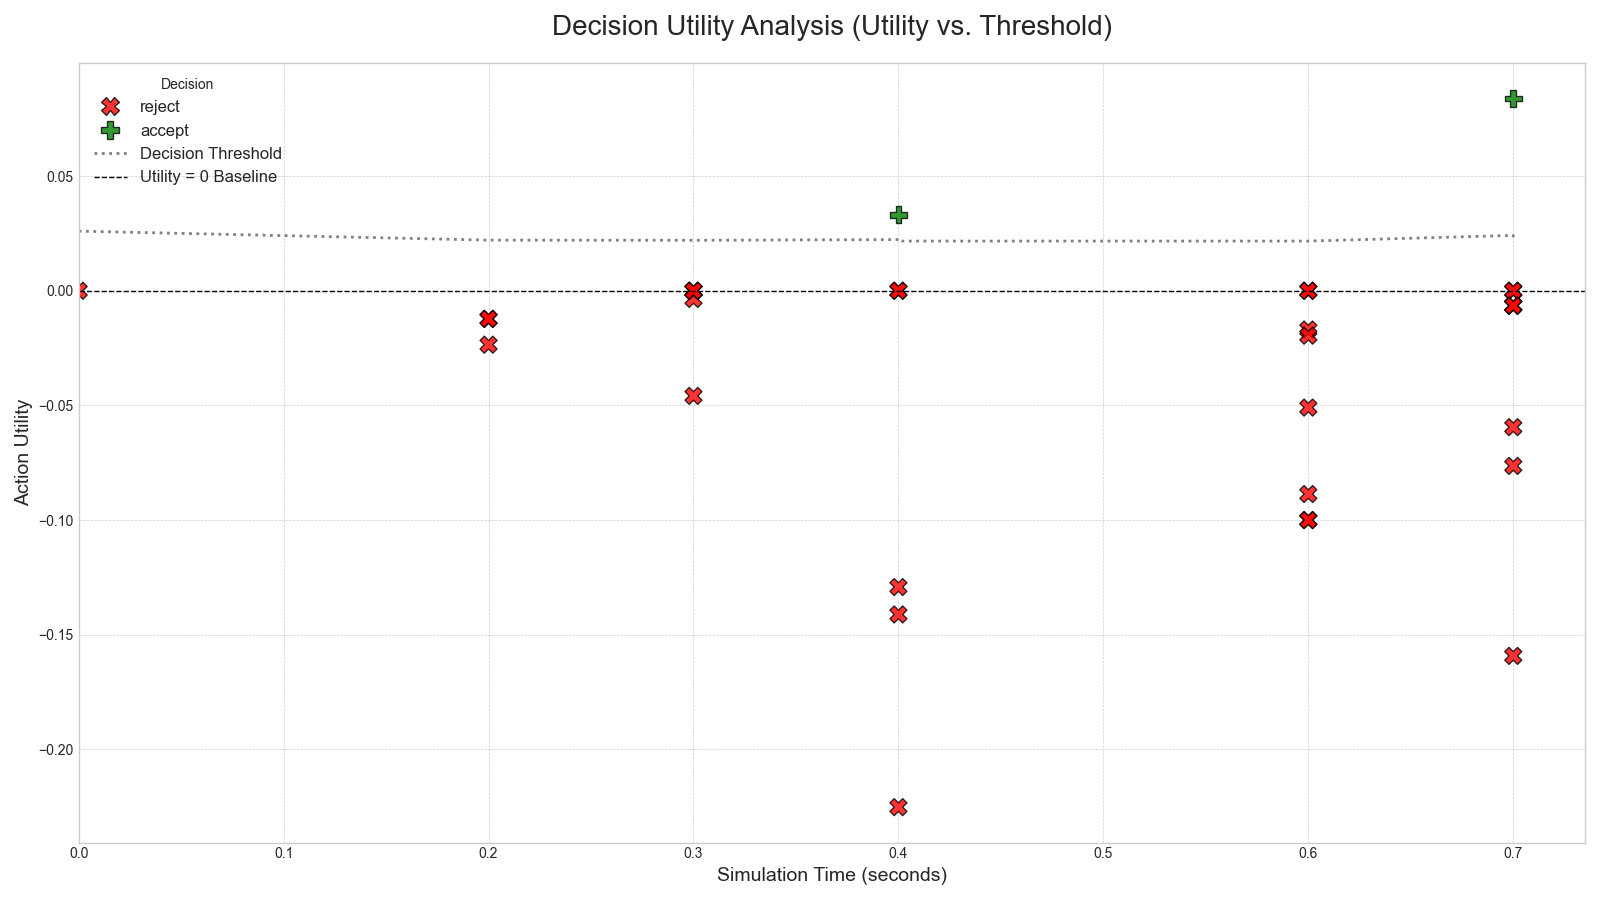 Decision Utility Analysis (Utility vs. Threshold)
Decision
reject
accept
Decision Threshold
Utility = 0 Baseline
0.05
0.00
−0.05
−0.10
−0.15
−0.20
Action Utility
0.0 0.1 0.2 0.3 0.4 0.5 0.6 0.7
Simulation Time (seconds)